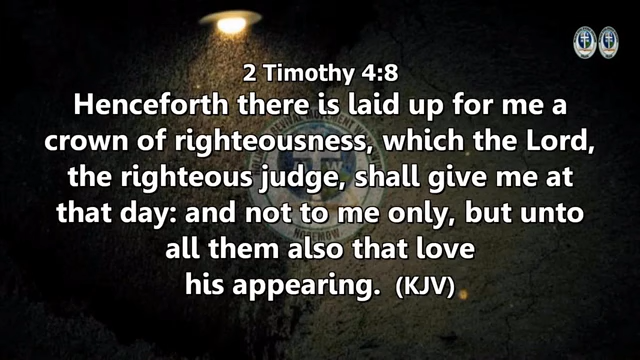 2 Timothy 4:8
Henceforth there is laid up for me a
crown of righteousness, which the Lord,
the righteous judge, shall give me at
that day: and not to me only, but unto
all them also that love
his appearing. (KJV)